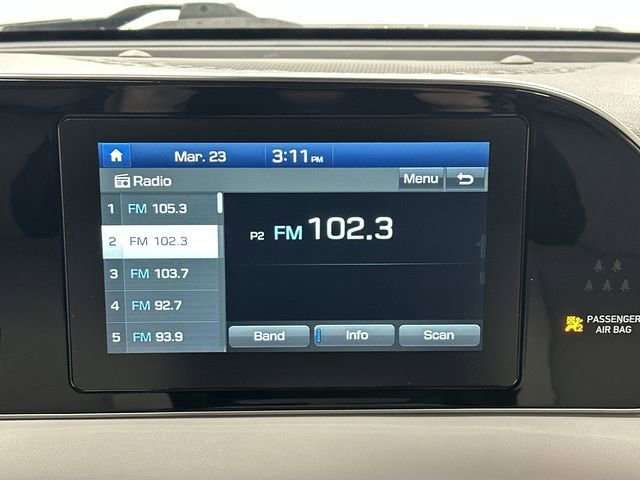 Mar. 23 3:11 PM
Radio Menu
1 FM 105.3
2 FM 102.3
3 FM 103.7
4 FM 92.7
5 FM 93.9
P2 FM 102.3
Band Info Scan
PASSENGER
AIR BAG